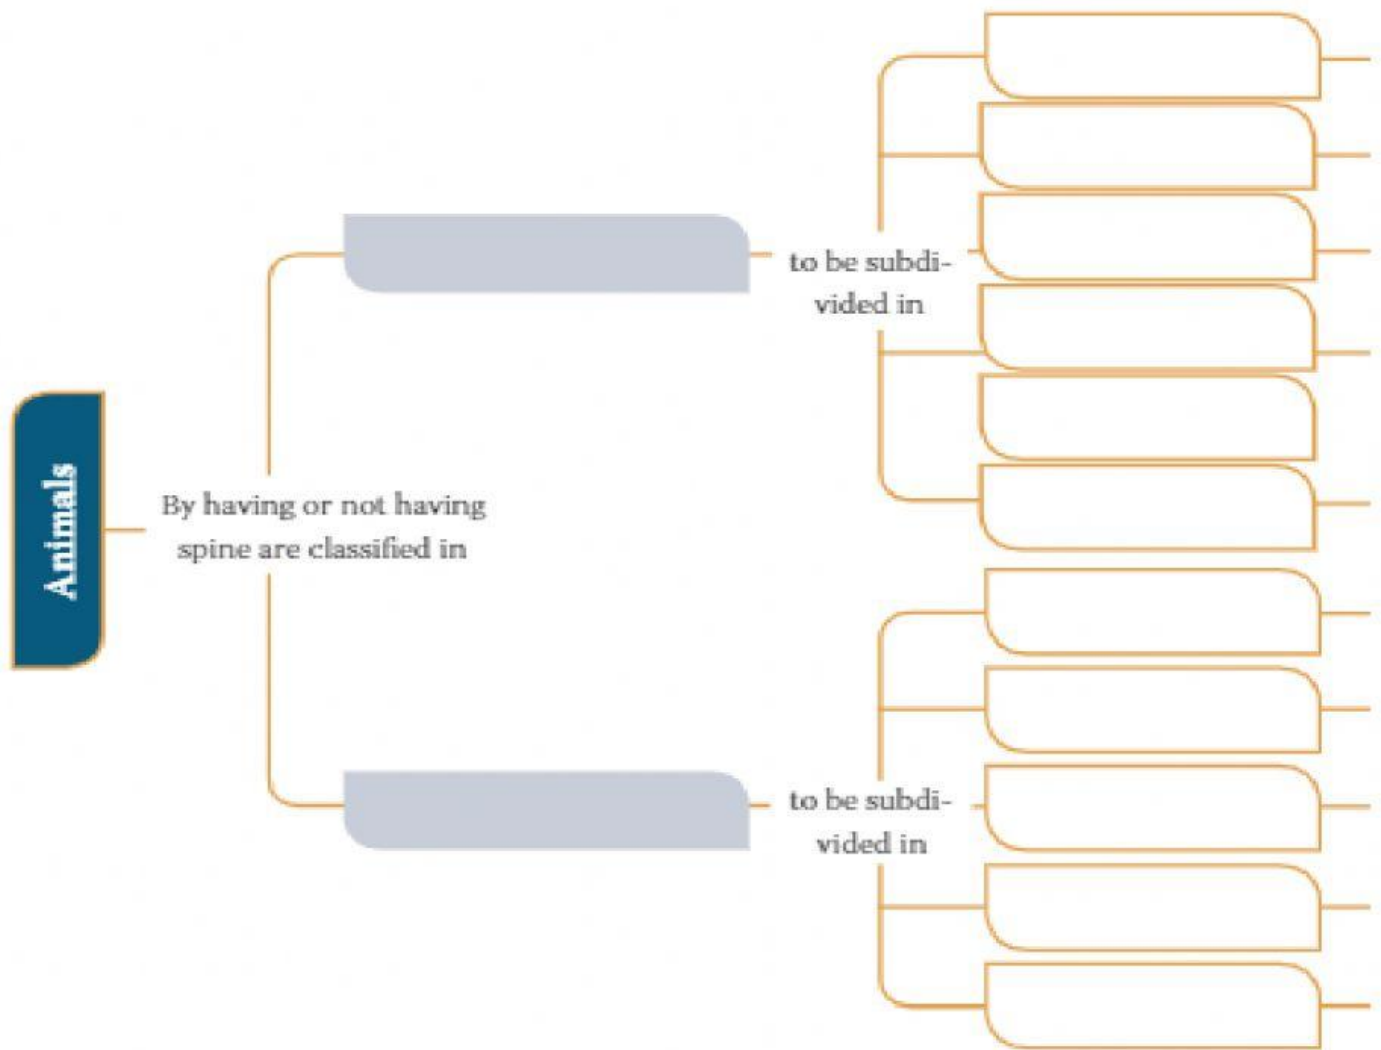 Animals
By having or not having
spine are classified in
to be subdi-
vided in
to be subdi-
vided in